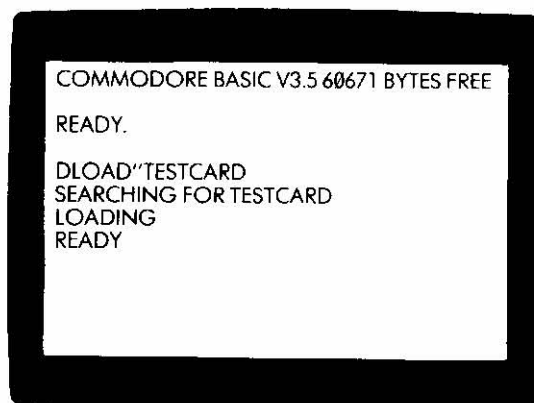 COMMODORE BASIC V3.5 60671 BYTES FREE
READY.
DLOAD"TESTCARD
SEARCHING FOR TESTCARD
LOADING
READY